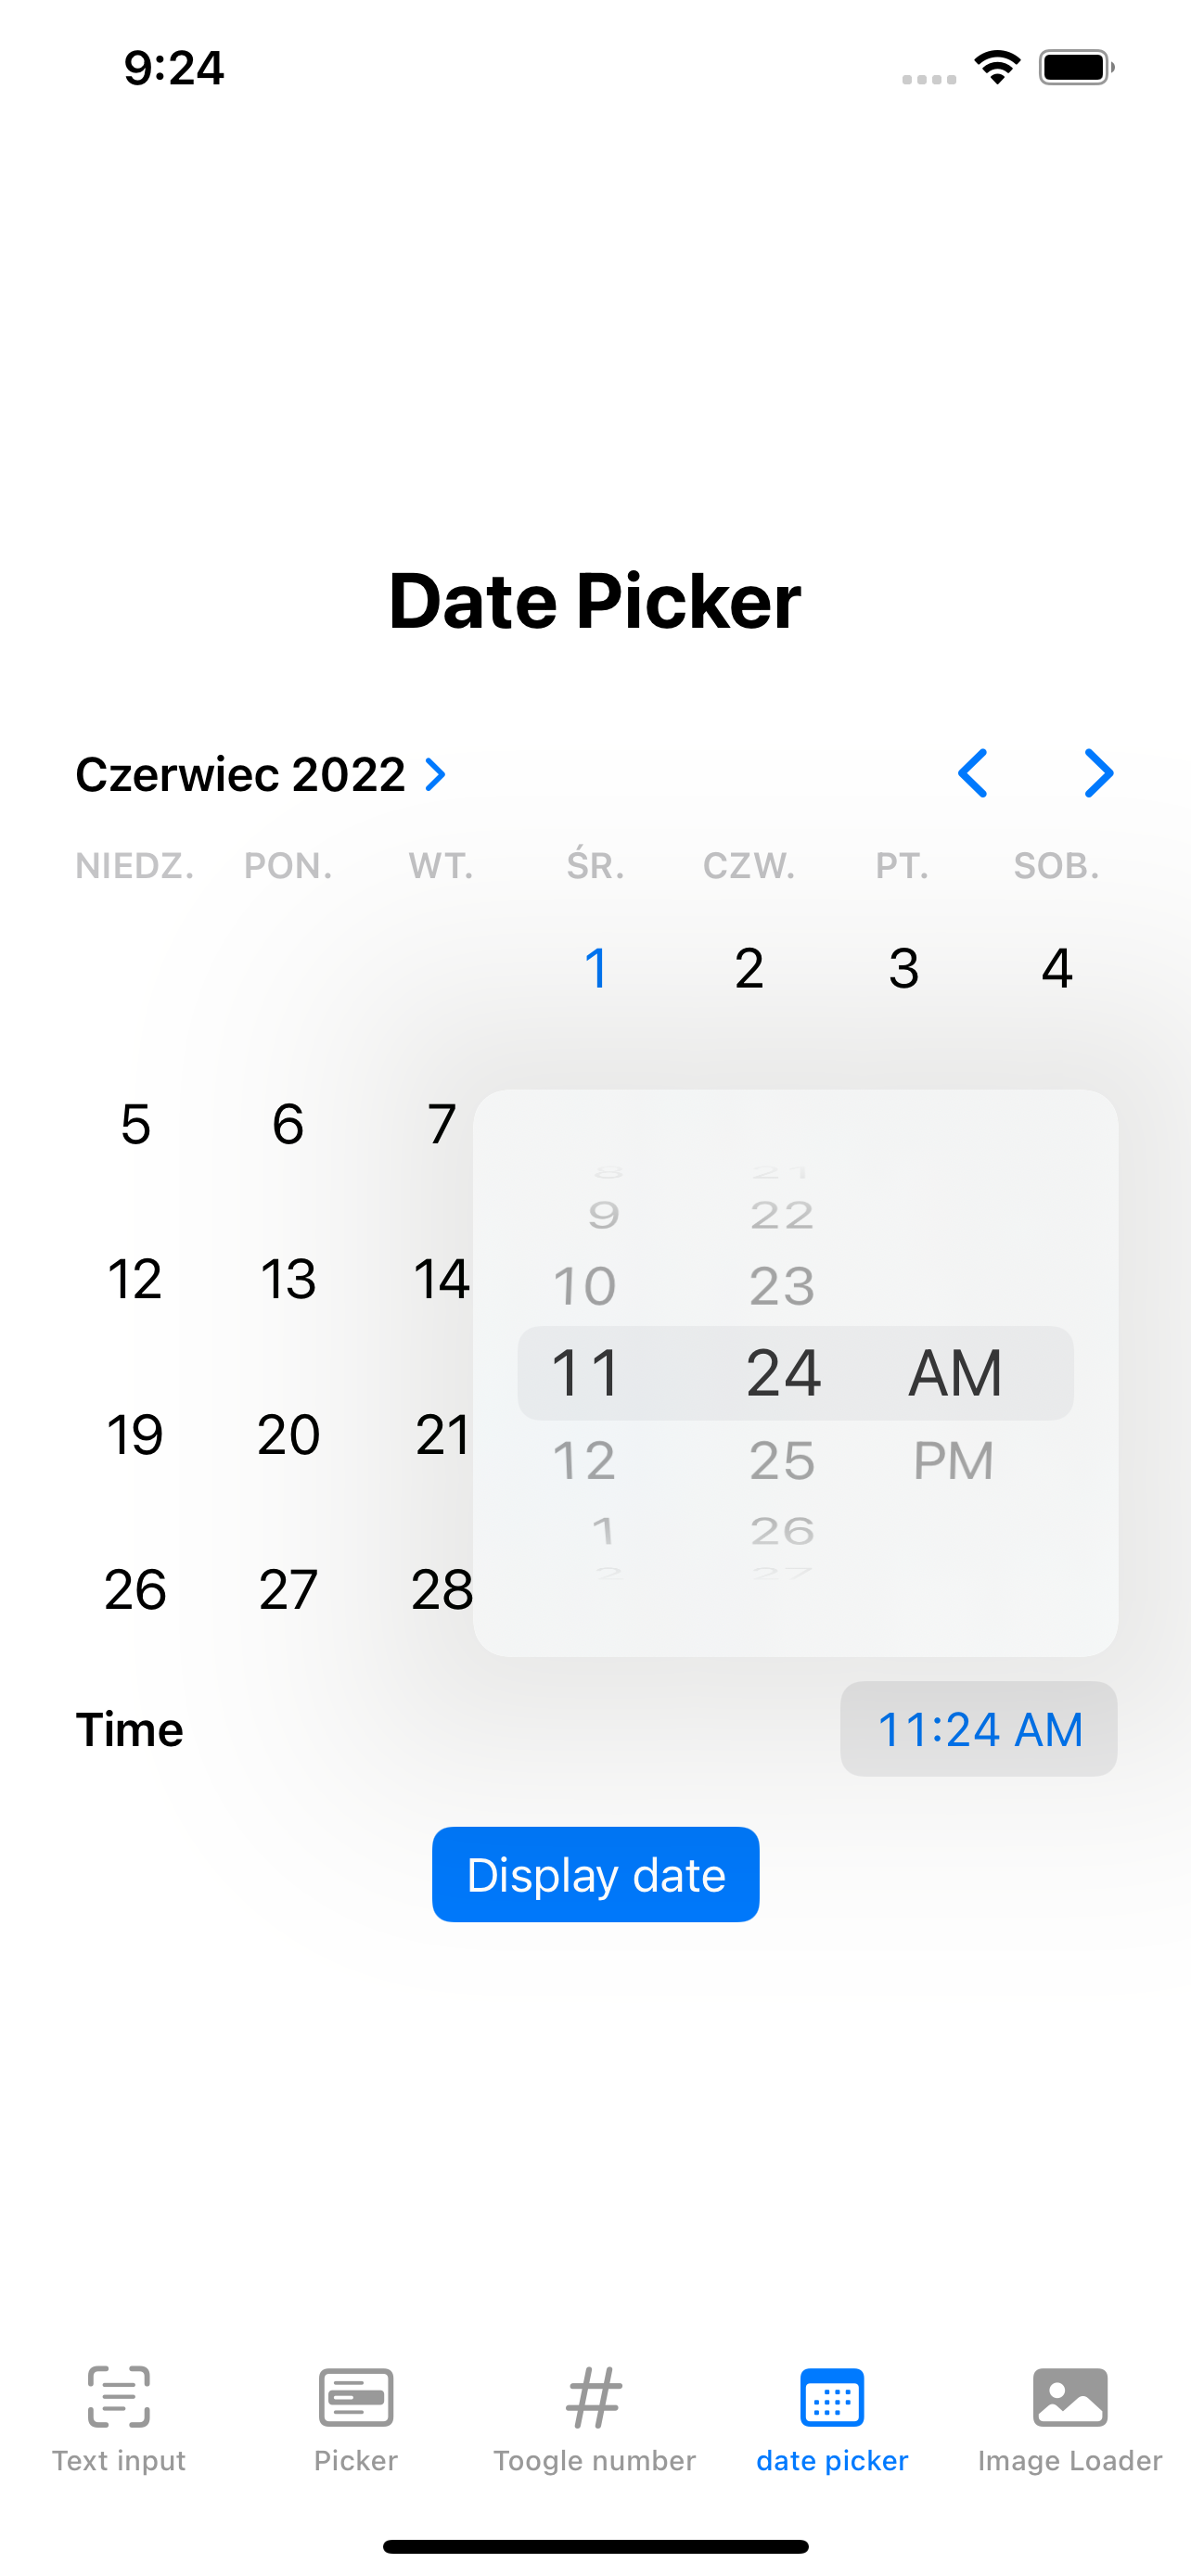 9:24
Date Picker
Czerwiec 2022
NIEDZ. PON. WT. ŚR. CZW. PT. SOB.
1 2 3 4
5 6 7
12 13 14
19 20 21
26 27 28
8 21
9 22
10 23
11 24 AM
12 25 PM
1 26
2 27
Time 11:24 AM
Display date
Text input Picker Toogle number date picker Image Loader